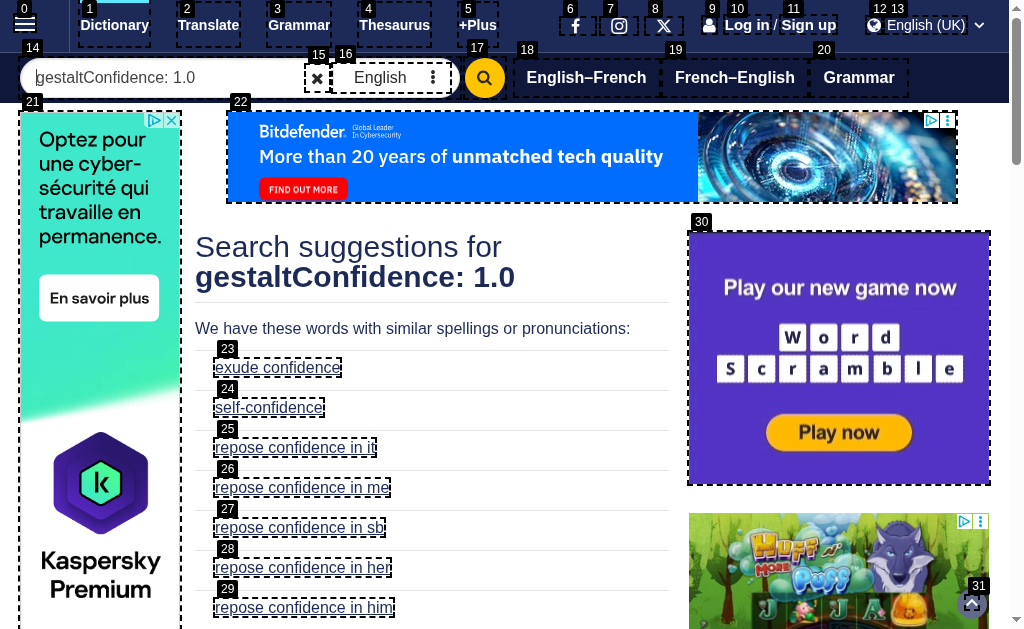 0 1 2 3 4 5 6 7 8 9 10 11 12 13
Dictionary Translate Grammar Thesaurus +Plus Log in / Sign up English (UK)
14 15 16 17 18 19 20
gestaltConfidence: 1.0 English English–French French–English Grammar
21 22
Optez pour
une cyber-
sécurité qui
travaille en
permanence.
En savoir plus
k
Kaspersky
Premium
Bitdefender Global Leader
In Cybersecurity
More than 20 years of unmatched tech quality
FIND OUT MORE
Search suggestions for
gestaltConfidence: 1.0
We have these words with similar spellings or pronunciations:
23
exude confidence
24
self-confidence
25
repose confidence in it
26
repose confidence in me
27
repose confidence in sb
28
repose confidence in her
29
repose confidence in him
30
Play our new game now
Word
Scramble
Play now
Huff n'
More
Puff
J J A
31